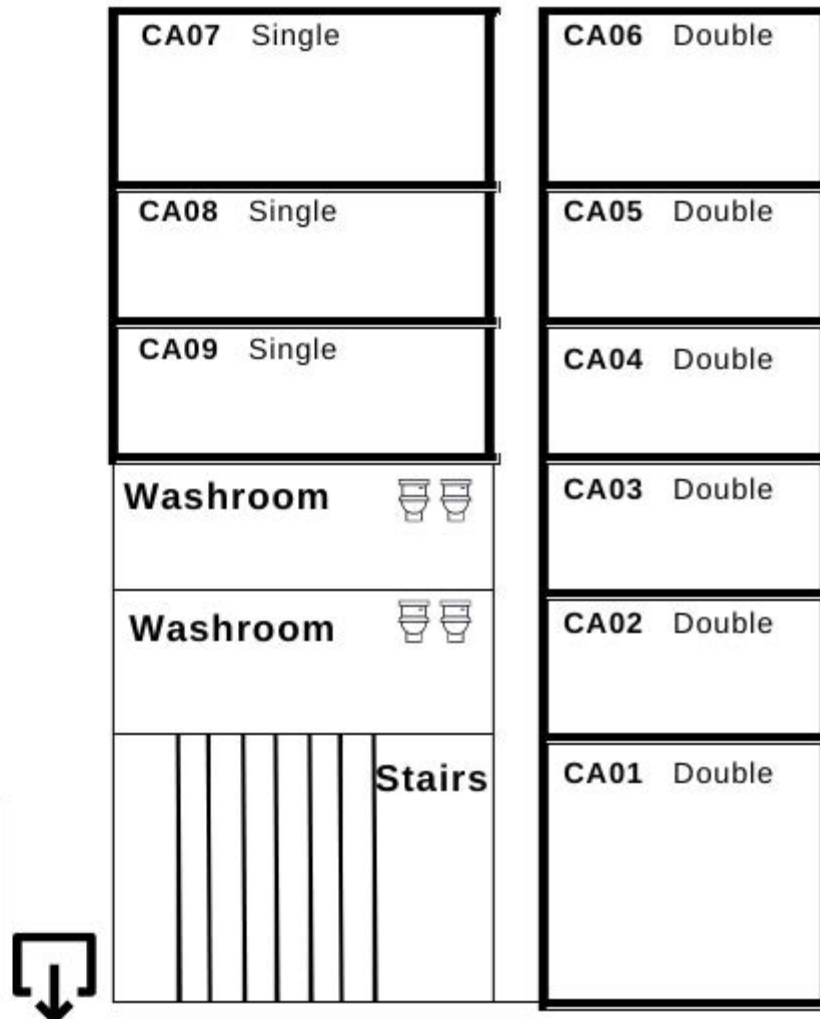 CA07 Single
CA06 Double
CA08 Single
CA05 Double
CA09 Single
CA04 Double
Washroom
CA03 Double
Washroom
CA02 Double
Stairs
CA01 Double